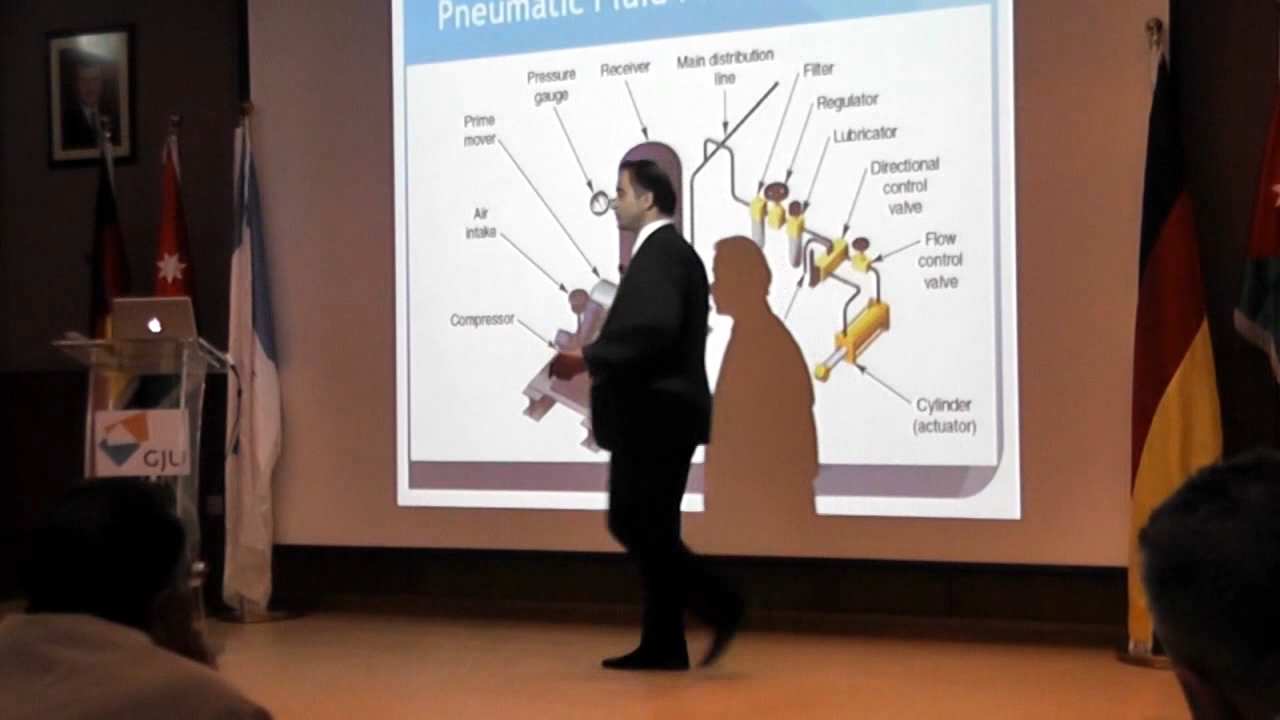 Pneumatic Fluid
Pressure
gauge
Receiver
Main distribution
line
Filter
Regulator
Prime
mover
Lubricator
Directional
control
valve
Air
intake
Flow
control
valve
Compressor
Cylinder
(actuator)
GJU